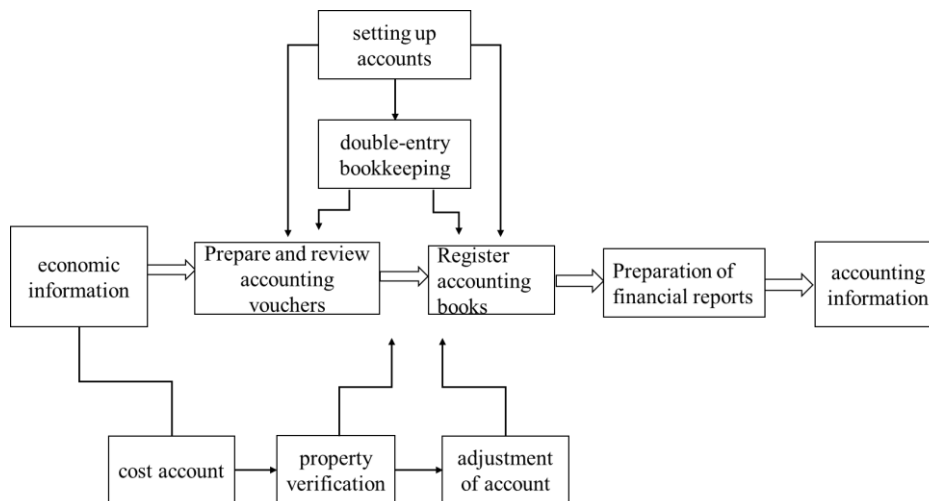 setting up
accounts
double-entry
bookkeeping
economic
information
Prepare and review
accounting
vouchers
Register
accounting
books
Preparation of
financial reports
accounting
information
cost account
property
verification
adjustment
of account